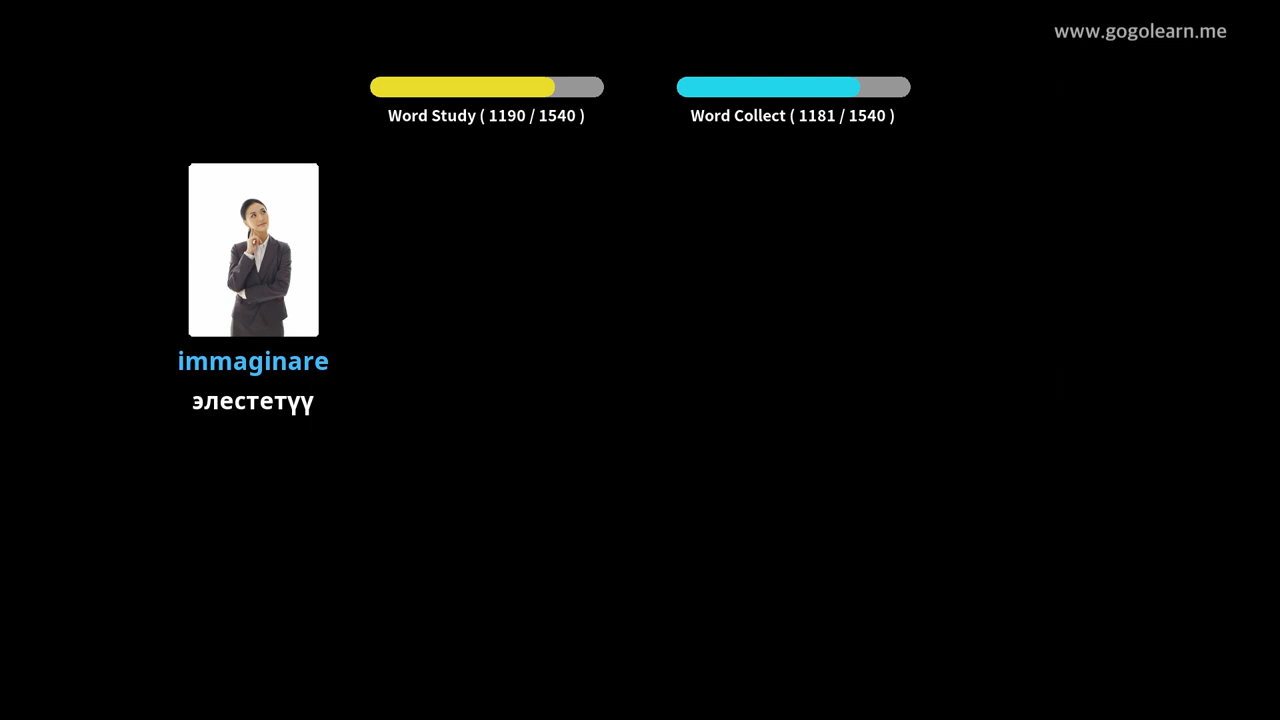 www.gogolearn.me
Word Study ( 1190 / 1540 )
Word Collect ( 1181 / 1540 )
immaginare
элестетүү